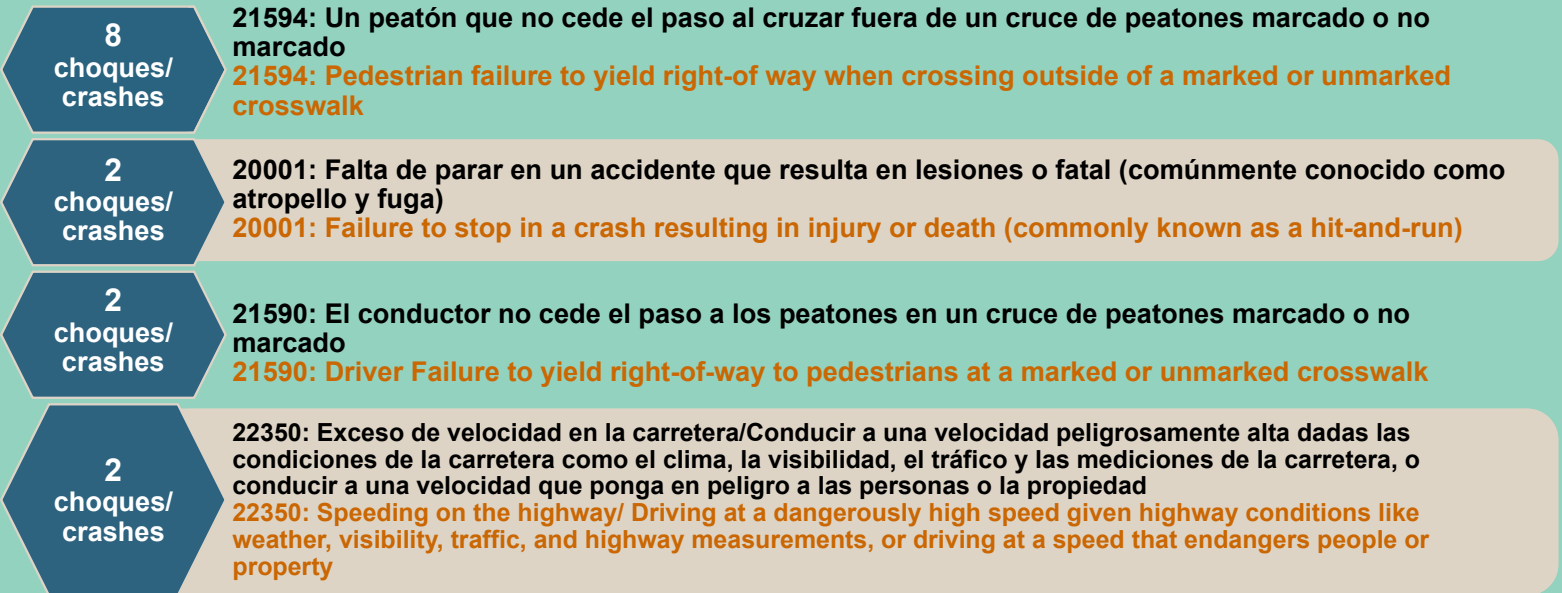 8
choques/
crashes
21594: Un peatón que no cede el paso al cruzar fuera de un cruce de peatones marcado o no
marcado
21594: Pedestrian failure to yield right-of way when crossing outside of a marked or unmarked
crosswalk
2
choques/
crashes
20001: Falta de parar en un accidente que resulta en lesiones o fatal (comúnmente conocido como
atropello y fuga)
20001: Failure to stop in a crash resulting in injury or death (commonly known as a hit-and-run)
2
choques/
crashes
21590: El conductor no cede el paso a los peatones en un cruce de peatones marcado o no
marcado
21590: Driver Failure to yield right-of-way to pedestrians at a marked or unmarked crosswalk
2
choques/
crashes
22350: Exceso de velocidad en la carretera/Conducir a una velocidad peligrosamente alta dadas las
condiciones de la carretera como el clima, la visibilidad, el tráfico y las mediciones de la carretera, o
conducir a una velocidad que ponga en peligro a las personas o la propiedad
22350: Speeding on the highway/ Driving at a dangerously high speed given highway conditions like
weather, visibility, traffic, and highway measurements, or driving at a speed that endangers people or
property